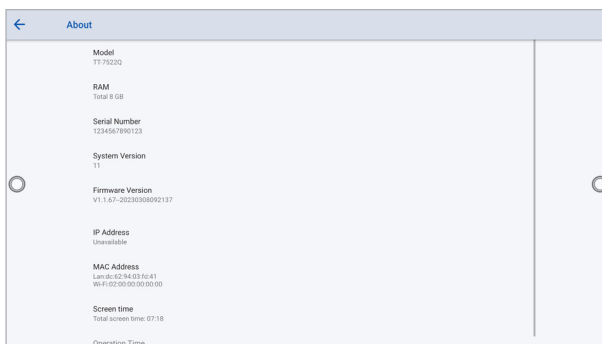 About
Model
TT-7522Q
RAM
Total 8 GB
Serial Number
1234567890123
System Version
11
Firmware Version
V1.1.67--20230308092137
IP Address
Unavailable
MAC Address
Lan:dc:62:94:03:fd:41
Wi-Fi:02:00:00:00:00:00
Screen time
Total screen time: 07:18
Operation Time